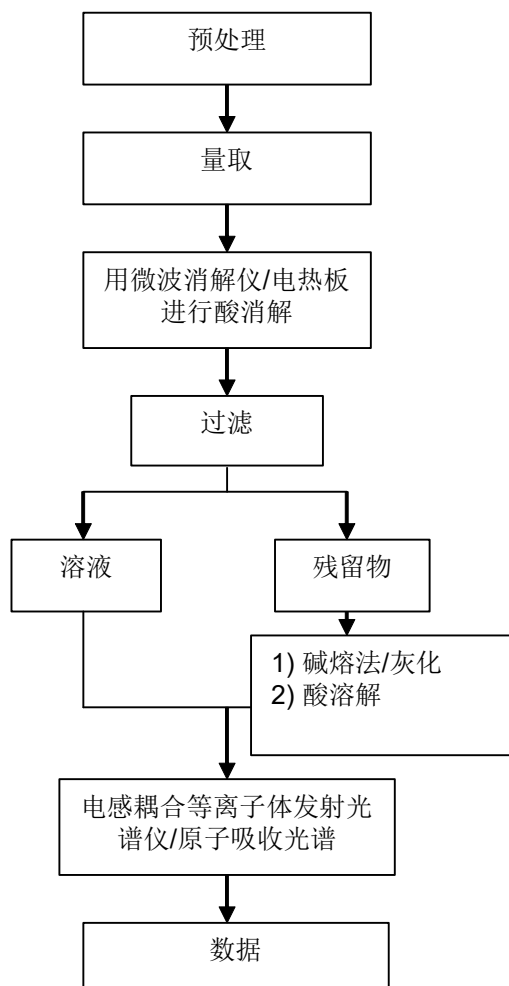 预处理
量取
用微波消解仪/电热板
进行酸消解
过滤
溶液
残留物
1) 碱熔法/灰化
2) 酸溶解
电感耦合等离子体发射光
谱仪/原子吸收光谱
数据